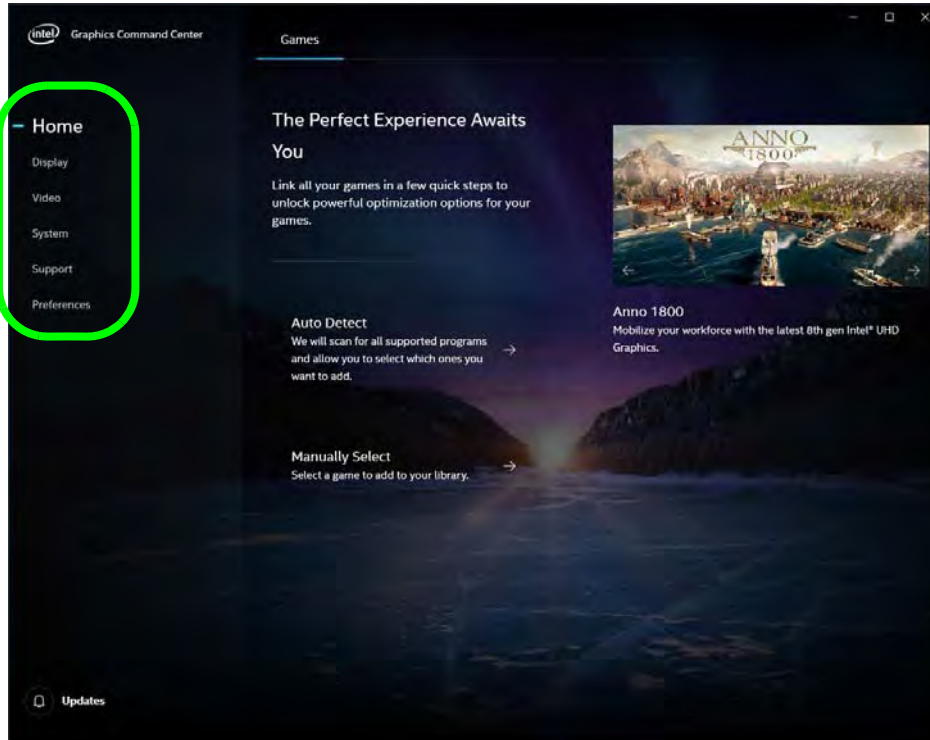 intel Graphics Command Center
Games
Home
Display
Video
System
Support
Preferences
The Perfect Experience Awaits
You
Link all your games in a few quick steps to
unlock powerful optimization options for your
games.
Auto Detect
We will scan for all supported programs
and allow you to select which ones you
want to add.
Manually Select
Select a game to add to your library.
ANNO
1800
Anno 1800
Mobilize your workforce with the latest 8th gen Intel® UHD
Graphics.
Updates